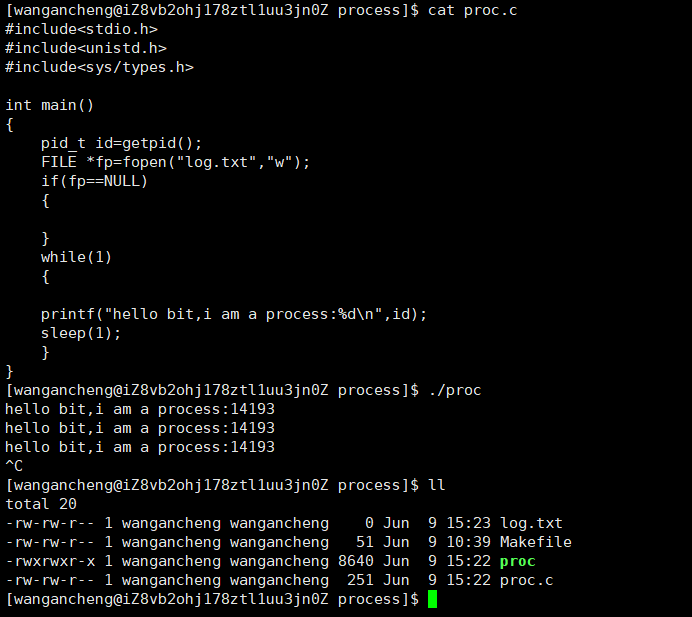 [wangancheng@iZ8vb2ohj178ztl1uu3jn0Z process]$ cat proc.c
#include<stdio.h>
#include<unistd.h>
#include<sys/types.h>
int main()
{
    pid_t id=getpid();
    FILE *fp=fopen("log.txt","w");
    if(fp==NULL)
    {
    }
    while(1)
    {
    printf("hello bit,i am a process:%d\n",id);
    sleep(1);
    }
}
[wangancheng@iZ8vb2ohj178ztl1uu3jn0Z process]$ ./proc
hello bit,i am a process:14193
hello bit,i am a process:14193
hello bit,i am a process:14193
^C
[wangancheng@iZ8vb2ohj178ztl1uu3jn0Z process]$ ll
total 20
-rw-rw-r-- 1 wangancheng wangancheng    0 Jun  9 15:23 log.txt
-rw-rw-r-- 1 wangancheng wangancheng   51 Jun  9 10:39 Makefile
-rwxrwxr-x 1 wangancheng wangancheng 8640 Jun  9 15:22 proc
-rw-rw-r-- 1 wangancheng wangancheng  251 Jun  9 15:22 proc.c
[wangancheng@iZ8vb2ohj178ztl1uu3jn0Z process]$